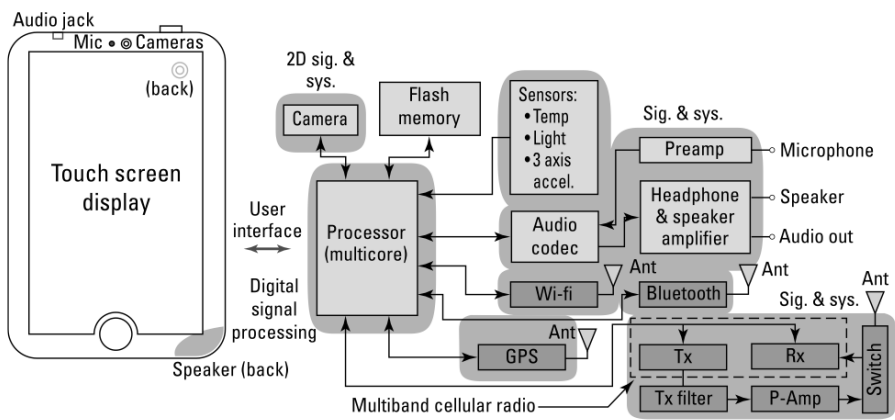 Audio jack
Mic
Cameras
(back)
Touch screen
display
Speaker (back)
User
interface
Digital
signal
processing
2D sig. &
sys.
Camera
Flash
memory
Processor
(multicore)
Sensors:
•Temp
•Light
•3 axis
accel.
Sig. & sys.
Preamp
Microphone
Audio
codec
Headphone
& speaker
amplifier
Speaker
Audio out
Wi-fi
Ant
Bluetooth
Ant
GPS
Ant
Sig. & sys.
Ant
Tx
Rx
Switch
Tx filter
P-Amp
Multiband cellular radio